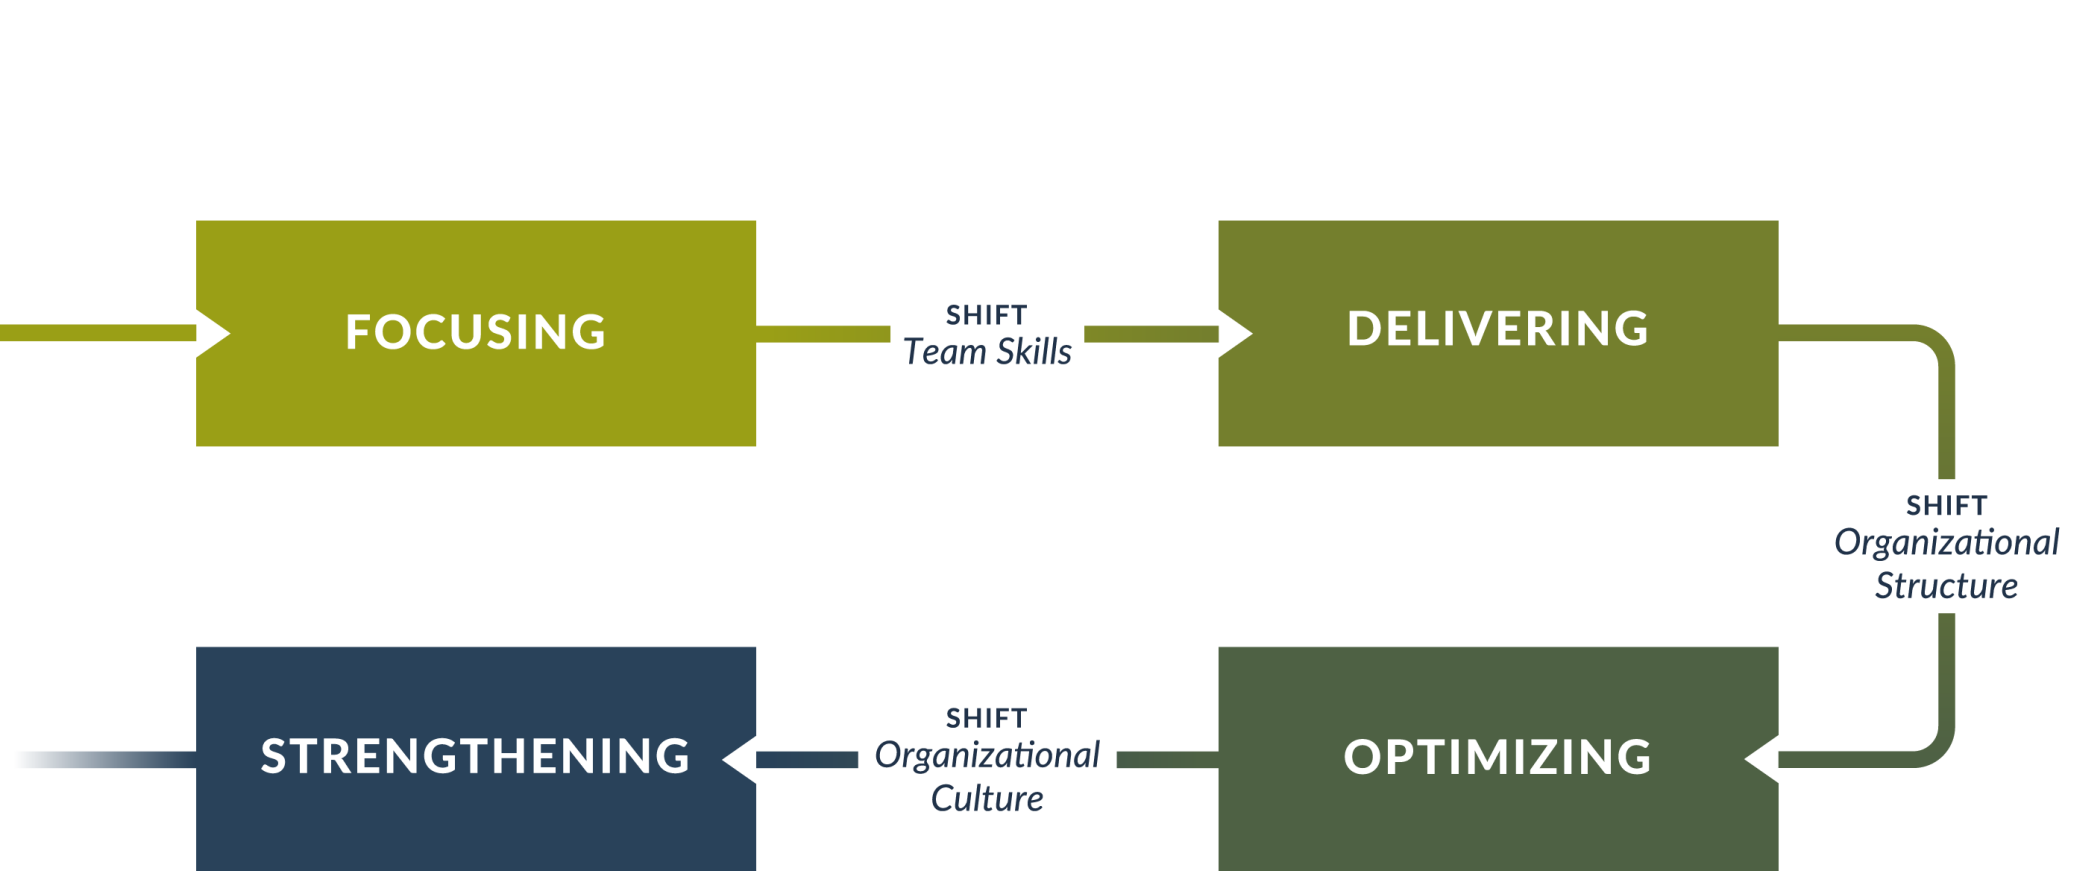 FOCUSING
SHIFT
Team Skills
DELIVERING
SHIFT
Organizational
Structure
OPTIMIZING
SHIFT
Organizational
Culture
STRENGTHENING